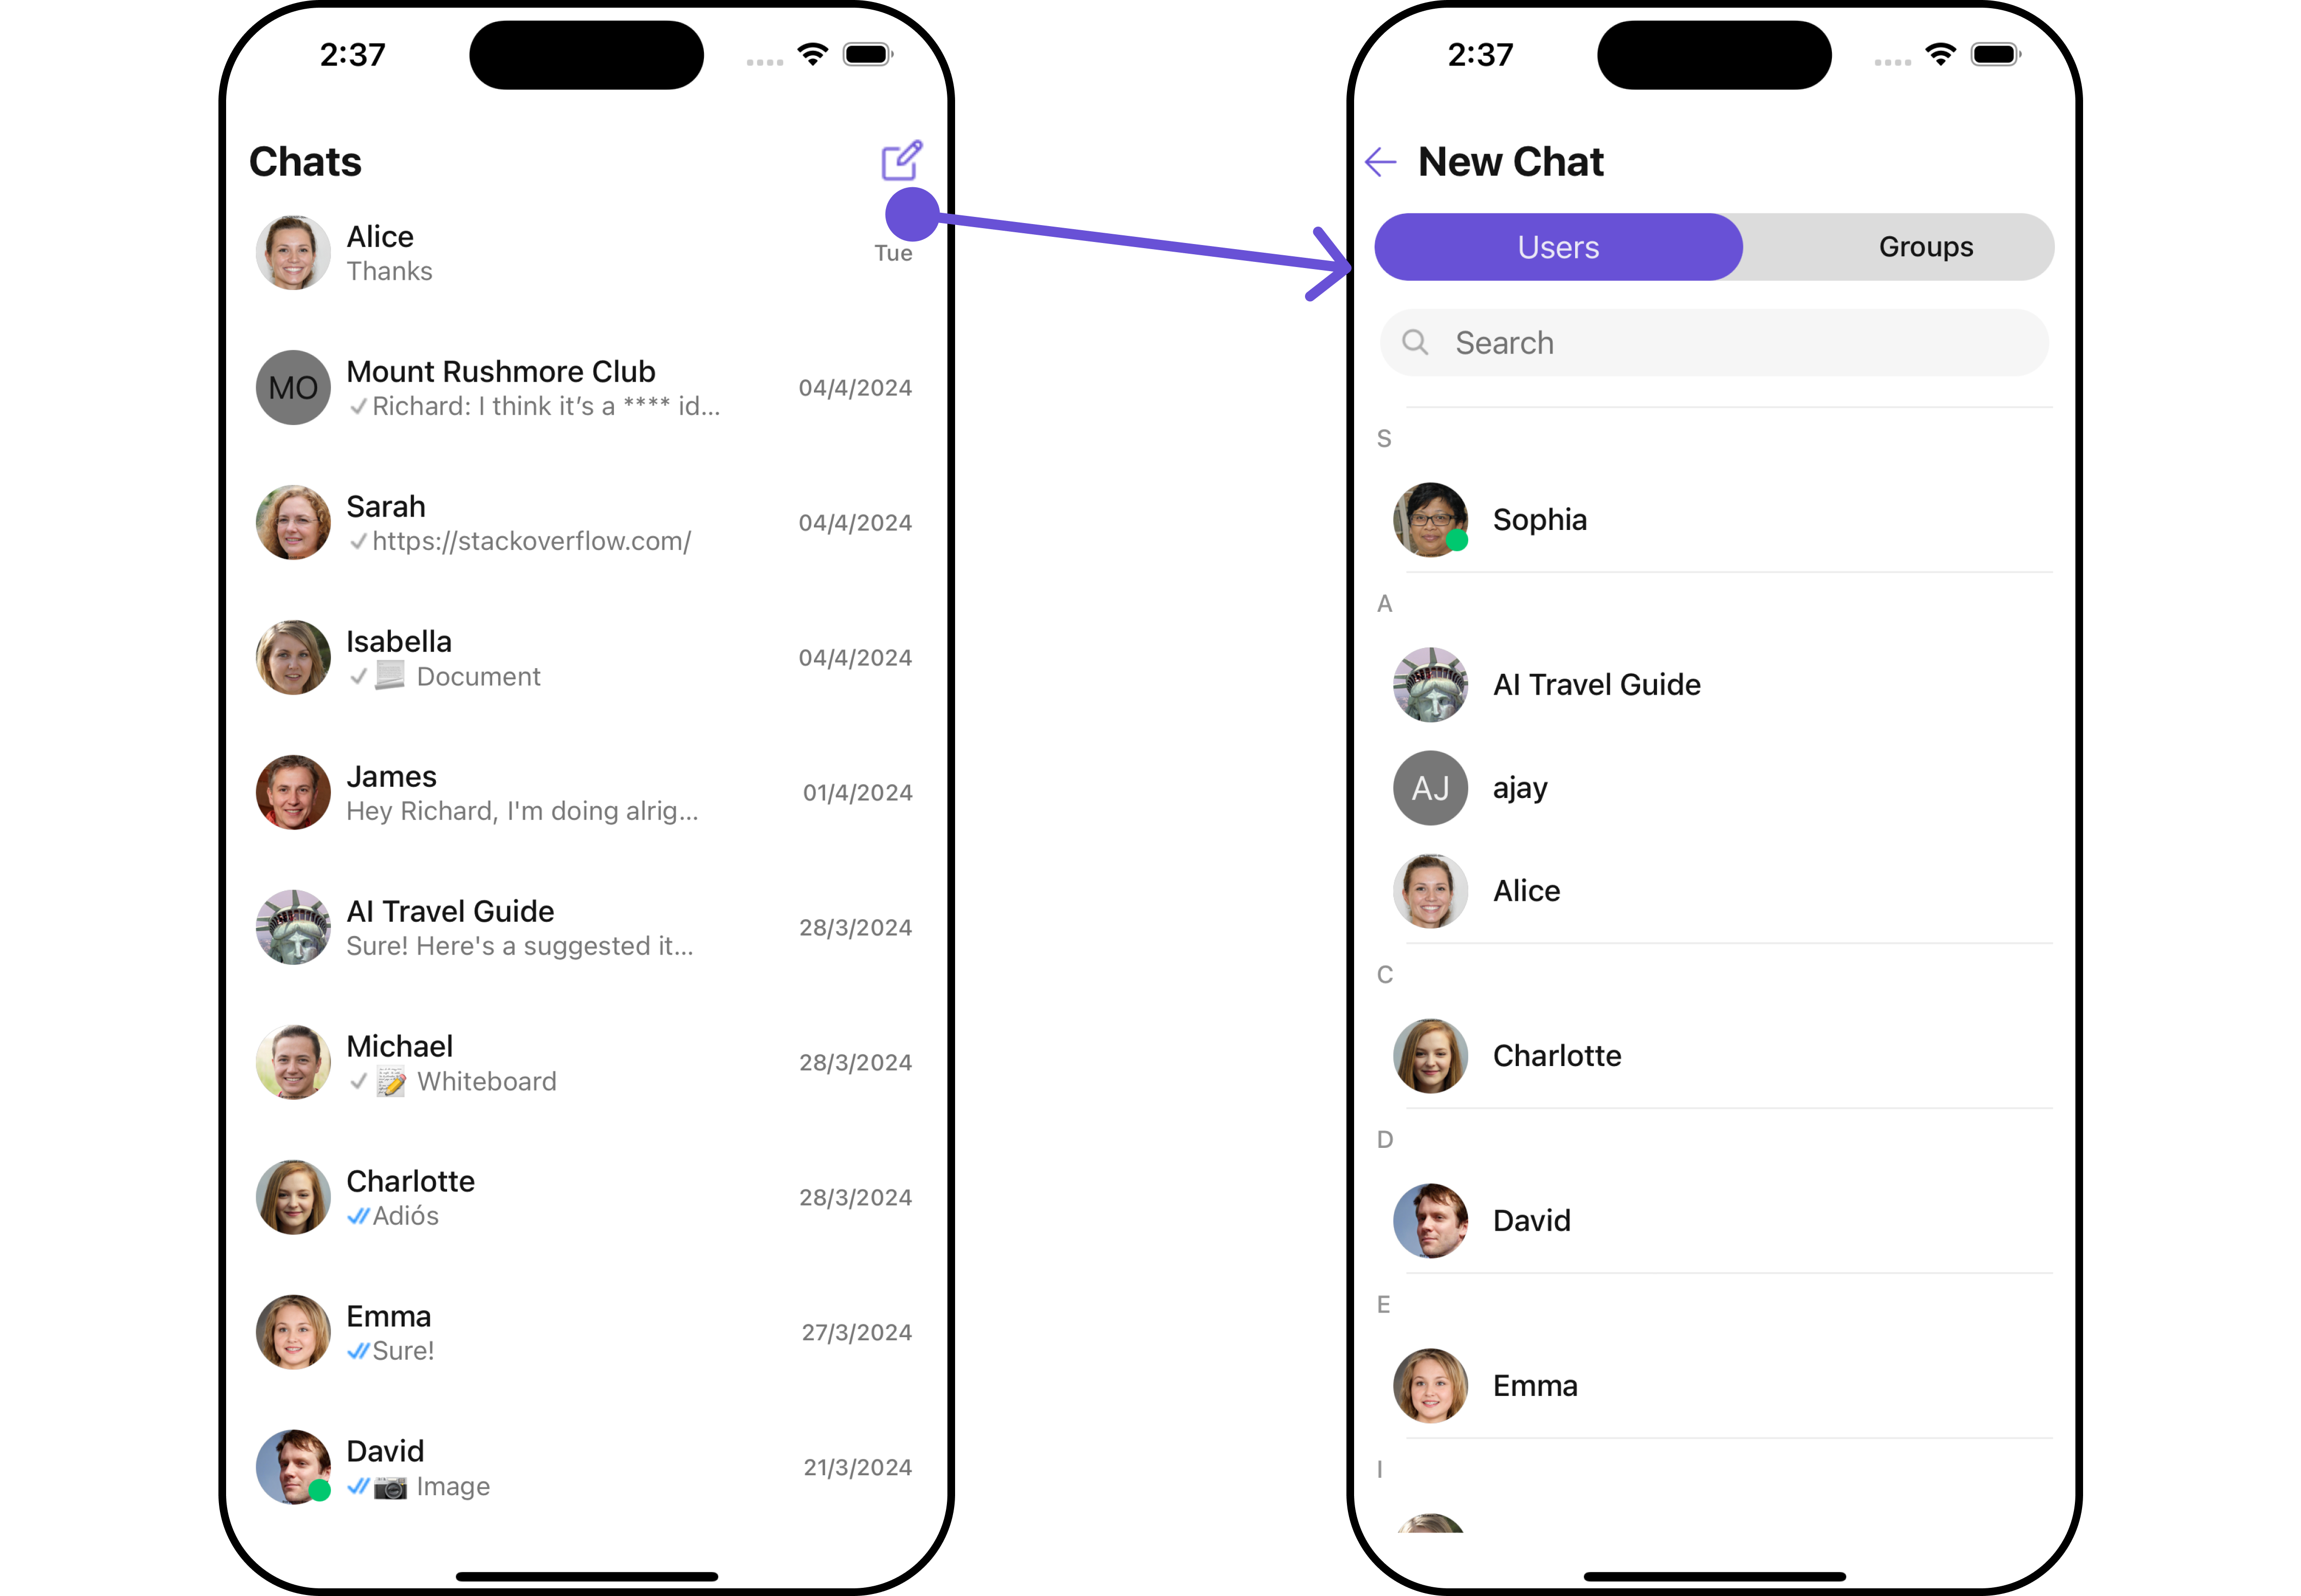 2:37
Chats
Alice
Thanks
Tue
MO
Mount Rushmore Club
Richard: I think it’s a **** id...
04/4/2024
Sarah
https://stackoverflow.com/
04/4/2024
Isabella
Document
04/4/2024
James
Hey Richard, I'm doing alrig...
01/4/2024
AI Travel Guide
Sure! Here's a suggested it...
28/3/2024
Michael
Whiteboard
28/3/2024
Charlotte
Adiós
28/3/2024
Emma
Sure!
27/3/2024
David
Image
21/3/2024
2:37
New Chat
Users
Groups
Search
S
Sophia
A
AI Travel Guide
AJ
ajay
Alice
C
Charlotte
D
David
E
Emma
I